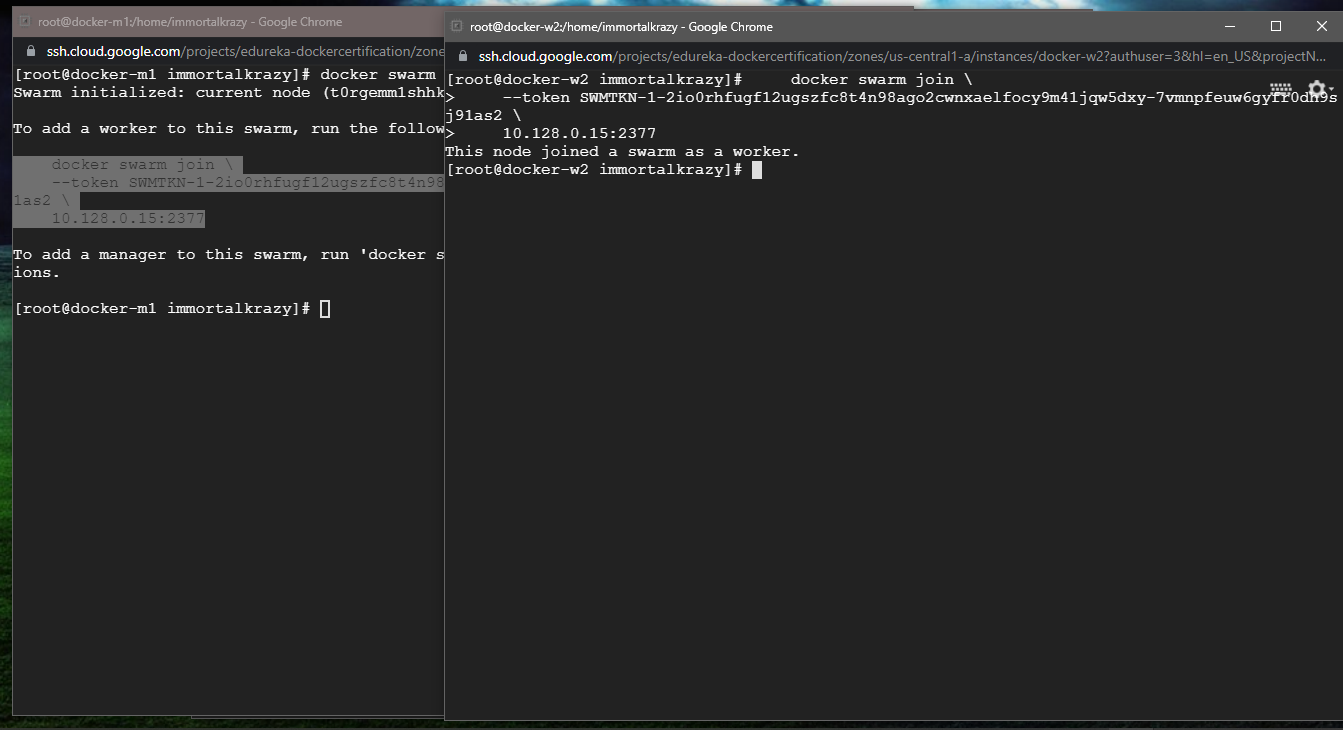 root@docker-m1:/home/immortalkrazy - Google Chrome
ssh.cloud.google.com/projects/edureka-dockercertification/zone
[root@docker-m1 immortalkrazy]# docker swarm
Swarm initialized: current node (t0rgemm1shhk
To add a worker to this swarm, run the follow
docker swarm join \
--token SWMTKN-1-2io0rhfugf12ugszfc8t4n98
1as2 \
10.128.0.15:2377
To add a manager to this swarm, run 'docker s
ions.
[root@docker-m1 immortalkrazy]#
root@docker-w2:/home/immortalkrazy - Google Chrome
ssh.cloud.google.com/projects/edureka-dockercertification/zones/us-central1-a/instances/docker-w2?authuser=3&hl=en_US&projectN...
[root@docker-w2 immortalkrazy]#     docker swarm join \
>     --token SWMTKN-1-2io0rhfugf12ugszfc8t4n98ago2cwnxaelfocy9m41jqw5dxy-7vmnpfeuw6gyff0dh9s
j91as2 \
>     10.128.0.15:2377
This node joined a swarm as a worker.
[root@docker-w2 immortalkrazy]#